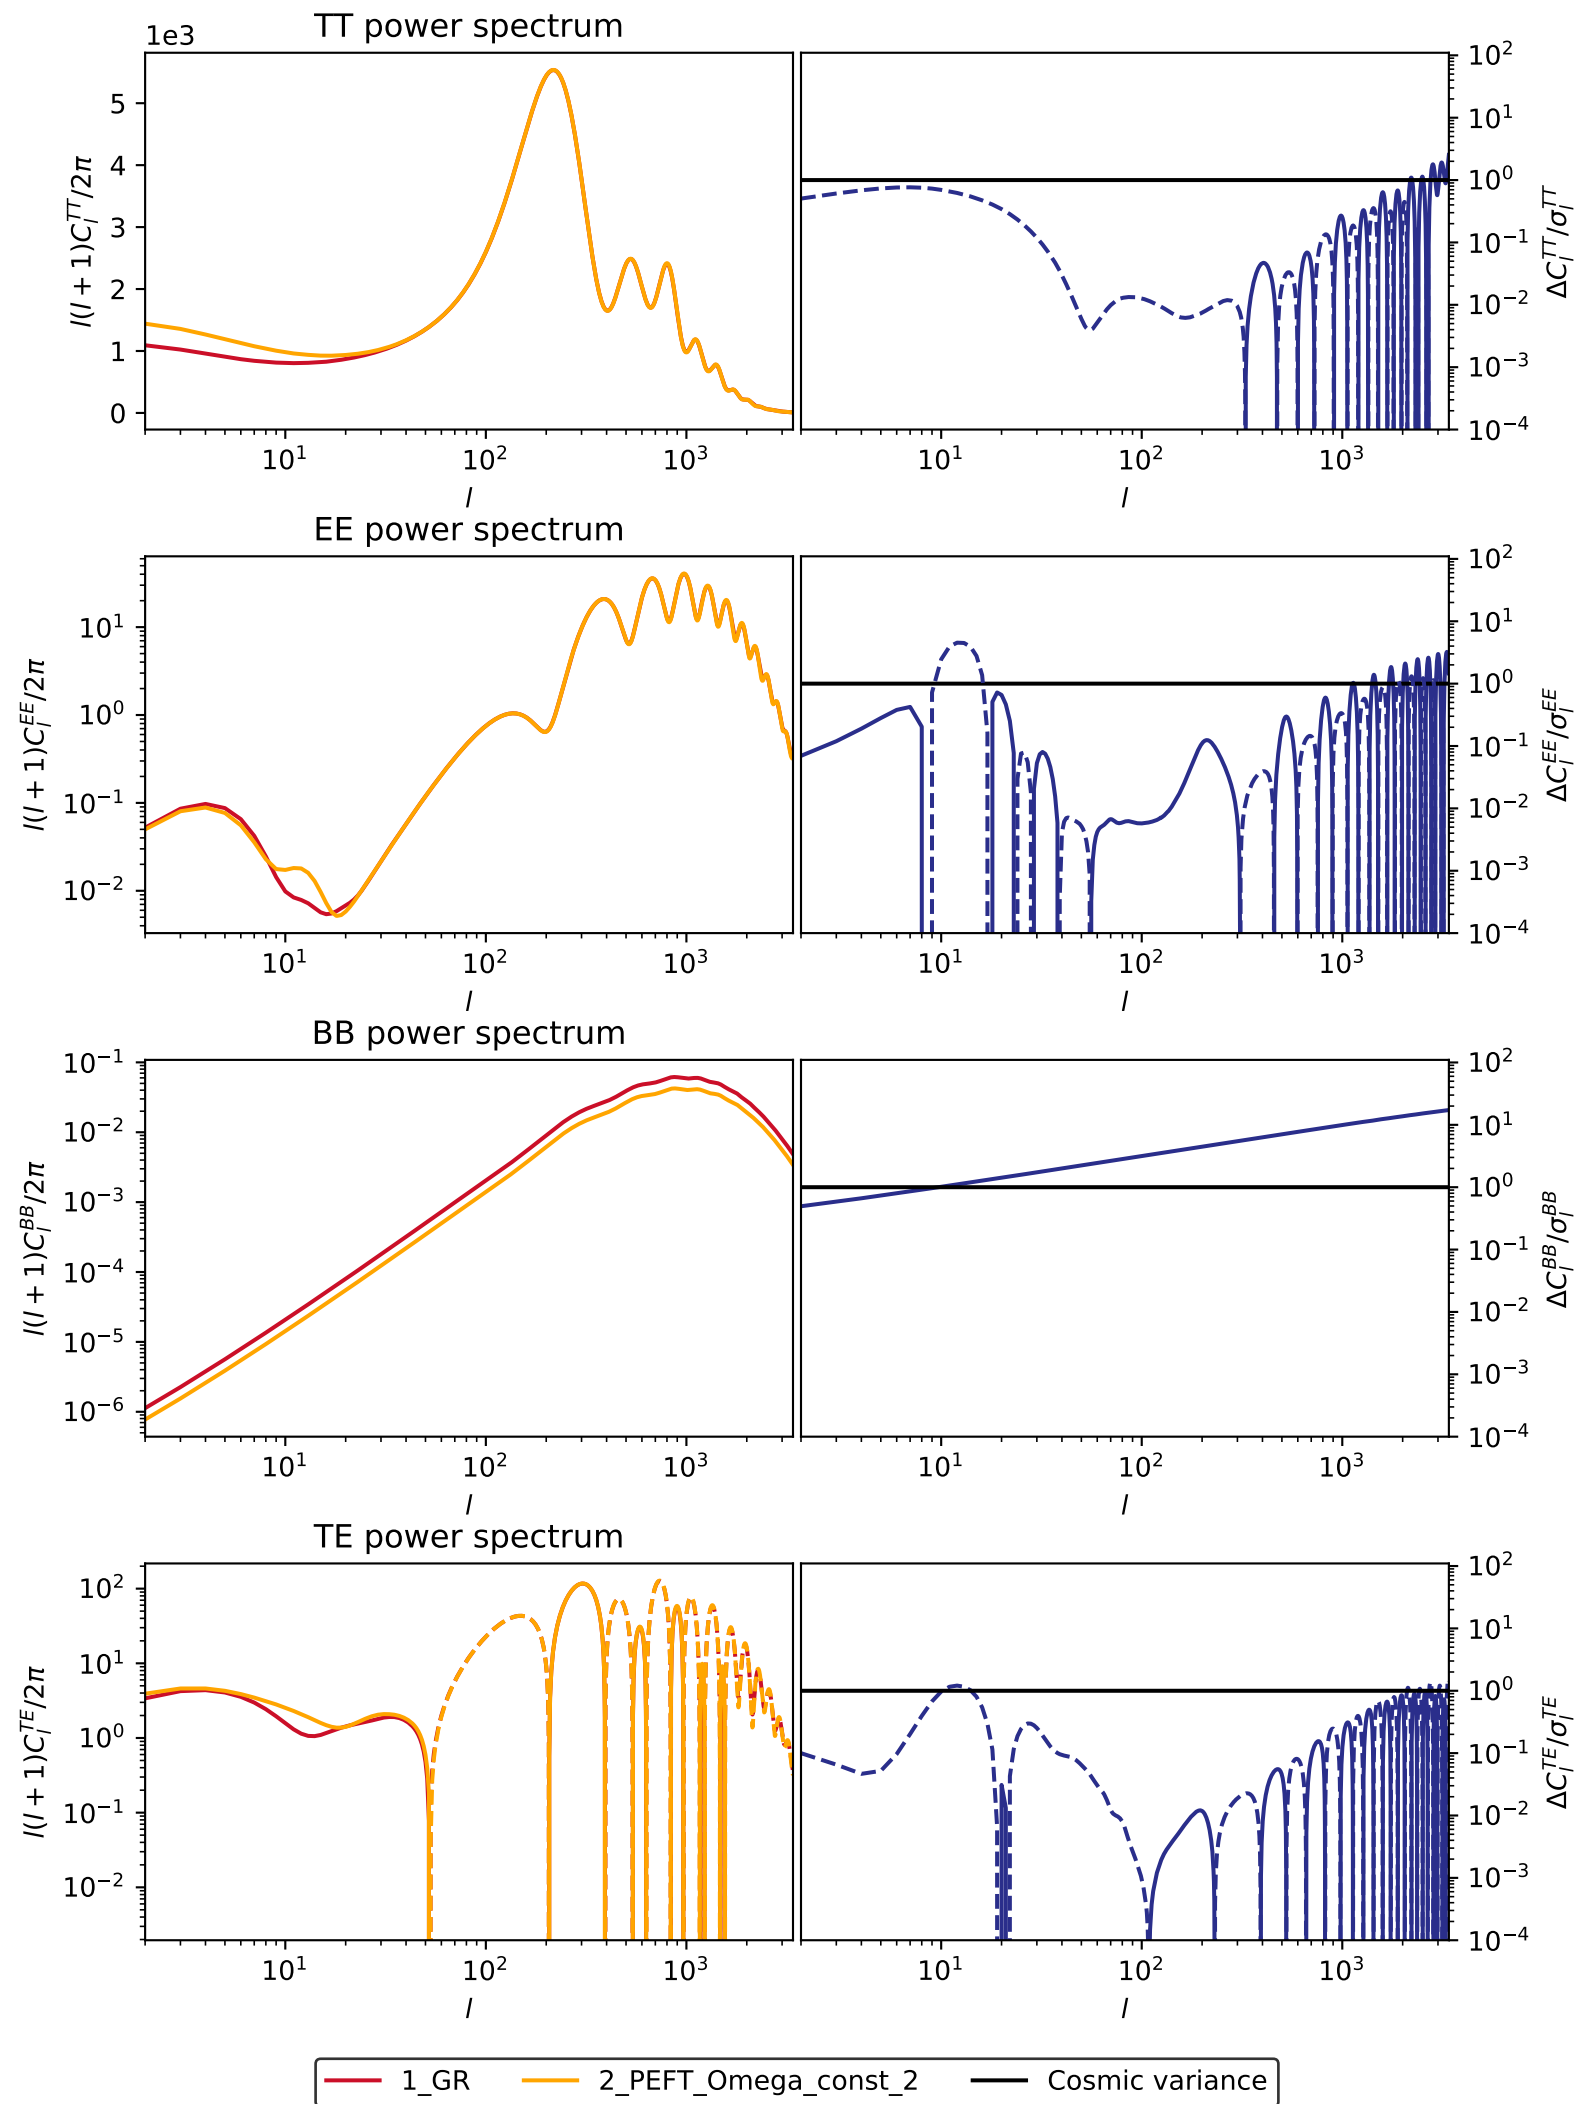 TT power spectrum
1e3
l(l + 1)C_l^{TT}/2π
5
4
3
2
1
0
10^1 10^2 10^3
l
10^1 10^2 10^3
l
10^2
10^1
10^0
10^{−1}
10^{−2}
10^{−3}
10^{−4}
ΔC_l^{TT}/σ_l^{TT}
EE power spectrum
l(l + 1)C_l^{EE}/2π
10^1
10^0
10^{−1}
10^{−2}
10^1 10^2 10^3
l
10^1 10^2 10^3
l
10^2
10^1
10^0
10^{−1}
10^{−2}
10^{−3}
10^{−4}
ΔC_l^{EE}/σ_l^{EE}
BB power spectrum
l(l + 1)C_l^{BB}/2π
10^{−1}
10^{−2}
10^{−3}
10^{−4}
10^{−5}
10^{−6}
10^1 10^2 10^3
l
10^1 10^2 10^3
l
10^2
10^1
10^0
10^{−1}
10^{−2}
10^{−3}
10^{−4}
ΔC_l^{BB}/σ_l^{BB}
TE power spectrum
l(l + 1)C_l^{TE}/2π
10^2
10^1
10^0
10^{−1}
10^{−2}
10^1 10^2 10^3
l
10^1 10^2 10^3
l
10^2
10^1
10^0
10^{−1}
10^{−2}
10^{−3}
10^{−4}
ΔC_l^{TE}/σ_l^{TE}
1_GR 2_PEFT_Omega_const_2 Cosmic variance